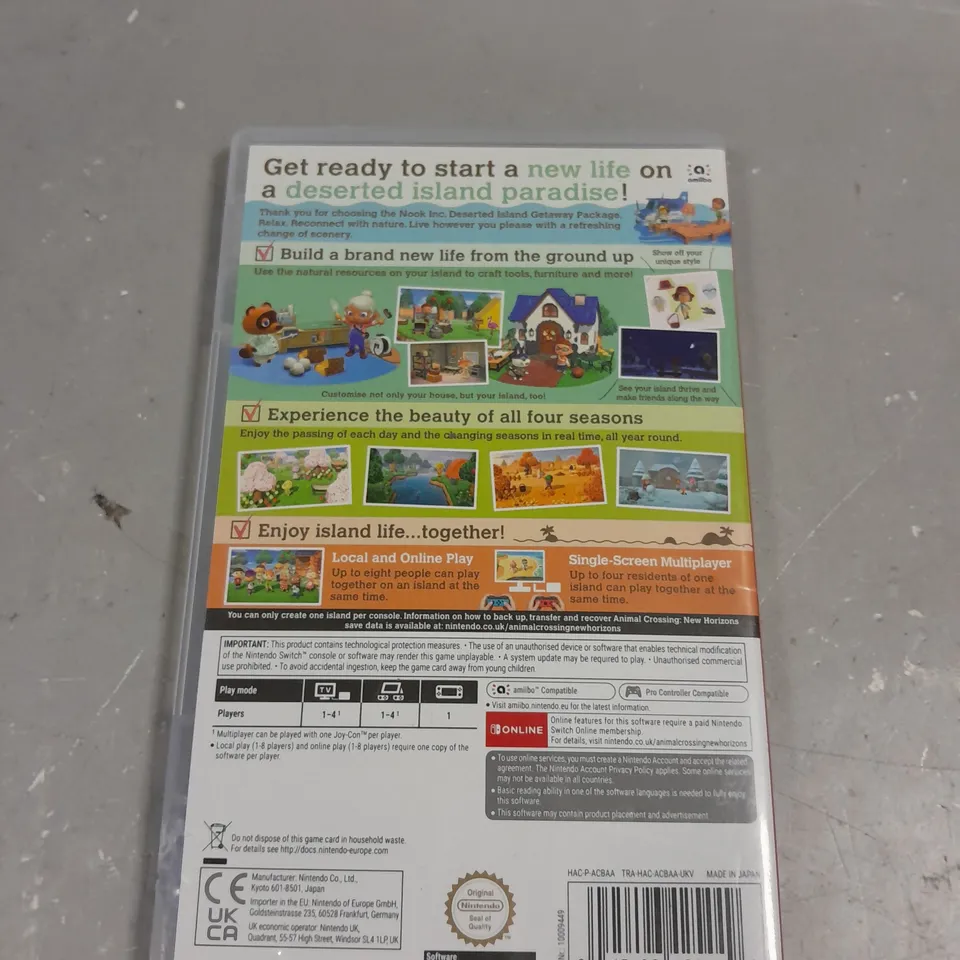 Get ready to start a new life on
a deserted island paradise!
amiibo
Thank you for choosing the Nook Inc. Deserted Island Getaway Package.
Relax. Reconnect with nature. Live however you please with a refreshing
change of scenery.
Show off your
unique style
Build a brand new life from the ground up
Use the natural resources on your island to craft tools, furniture and more!
Customise not only your house, but your island, too!
See your island thrive and
make friends along the way
Experience the beauty of all four seasons
Enjoy the passing of each day and the changing seasons in real time, all year round.
Enjoy island life...together!
Local and Online Play
Up to eight people can play
together on an island at the
same time.
Single-Screen Multiplayer
Up to four residents of one
island can play together at the
same time.
You can only create one island per console. Information on how to back up, transfer and recover Animal Crossing: New Horizons
save data is available at: nintendo.co.uk/animalcrossingnewhorizons
IMPORTANT: This product contains technological protection measures. • The use of an unauthorised device or software that enables technical modification
of the Nintendo Switch™ console or software may render this game unplayable. • A system update may be required to play. • Unauthorised commercial
use prohibited. • To avoid accidental ingestion, keep the game card away from young children.
Play mode TV
Players 1-4¹ 1-4¹ 1
¹ Multiplayer can be played with one Joy-Con™ per player.
• Local play (1-8 players) and online play (1-8 players) require one copy of the
software per player.
amiibo™ Compatible
Pro Controller Compatible
• Visit amiibo.nintendo.eu for the latest information.
ONLINE
Online features for this software require a paid Nintendo
Switch Online membership.
For details, visit nintendo.co.uk/animalcrossingnewhorizons
• To use online services, you must create a Nintendo Account and accept the related
agreement. The Nintendo Account Privacy Policy applies. Some online services
may not be available in all countries.
• Basic reading ability in one of the software languages is needed to fully enjoy
this software.
• This software may contain product placement and advertisement.
Do not dispose of this game card in household waste.
For details see http://docs.nintendo-europe.com
CE
UK
CA
Manufacturer: Nintendo Co., Ltd.,
Kyoto 601-8501, Japan
Importer in the EU: Nintendo of Europe GmbH,
Goldsteinstrasse 235, 60528 Frankfurt, Germany
UK economic operator: Nintendo UK,
Quadrant, 55-57 High Street, Windsor SL4 1LP, UK
Original
Nintendo
Seal of
Quality
TM
HAC-P-ACBAA TRA-HAC-ACBAA-UKV MADE IN JAPAN
Nr.: 10009449
Software